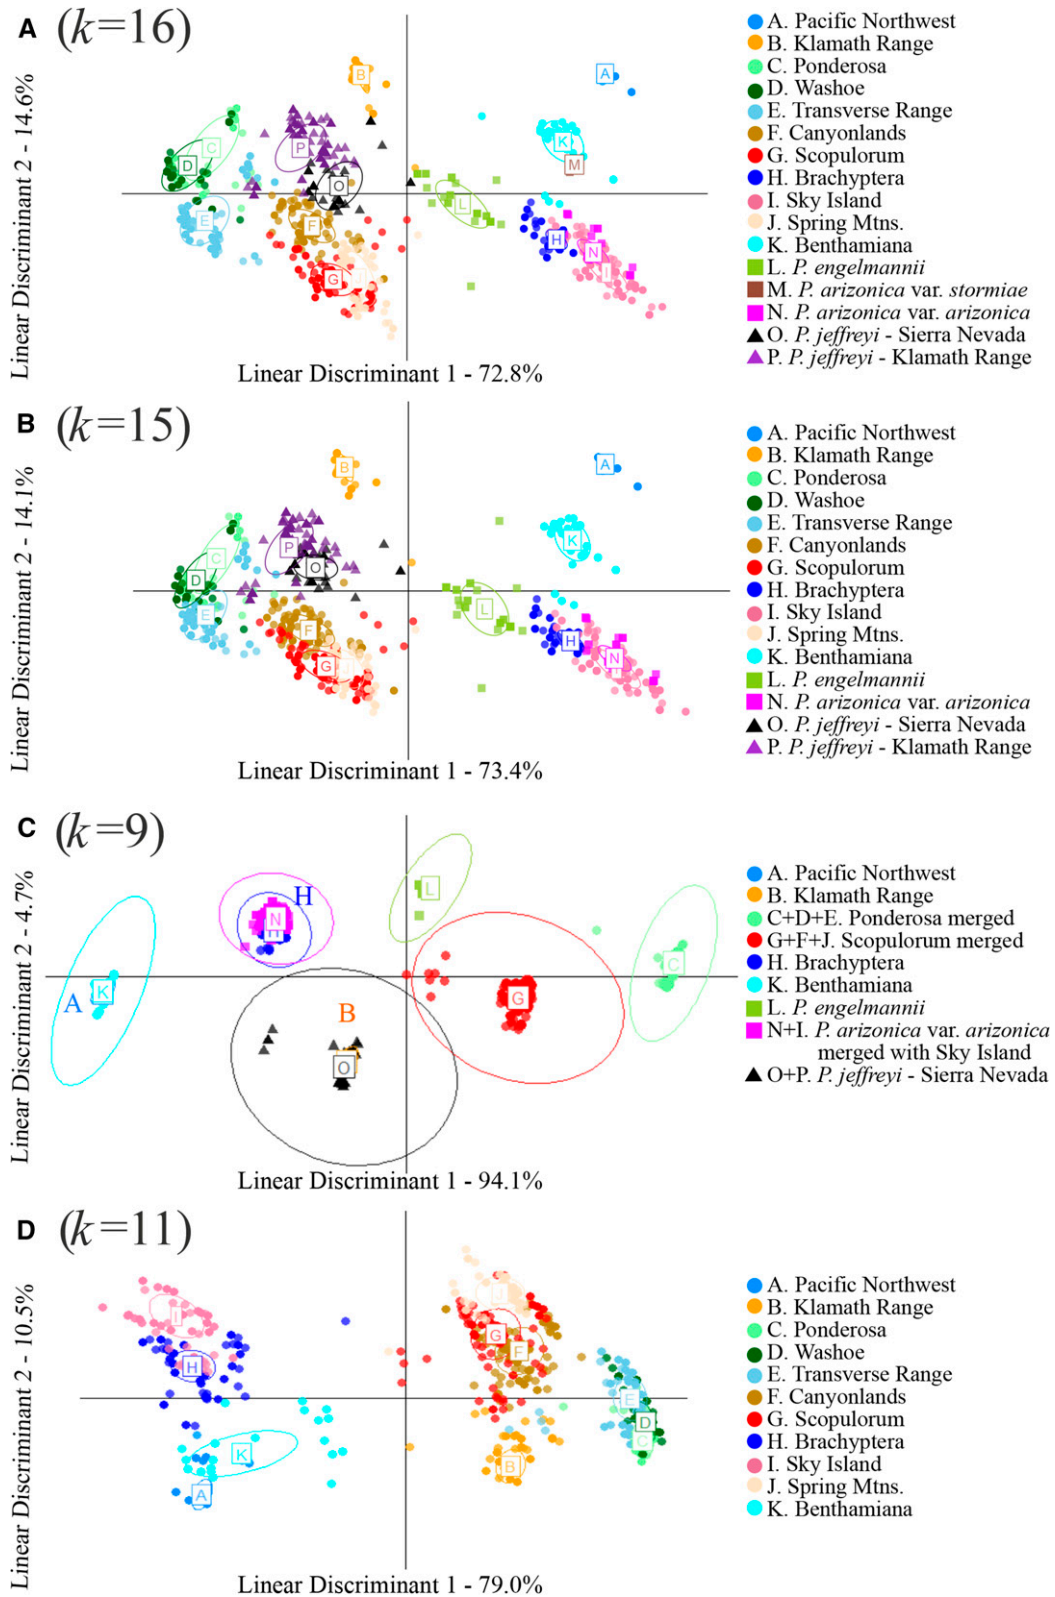 A (k=16)
Linear Discriminant 2 - 14.6%
B
A
P
C
D
K
M
O
L
E
F
H
N
I
G
J
Linear Discriminant 1 - 72.8%
A. Pacific Northwest
B. Klamath Range
C. Ponderosa
D. Washoe
E. Transverse Range
F. Canyonlands
G. Scopulorum
H. Brachyptera
I. Sky Island
J. Spring Mtns.
K. Benthamiana
L. P. engelmannii
M. P. arizonica var. stormiae
N. P. arizonica var. arizonica
O. P. jeffreyi - Sierra Nevada
P. P. jeffreyi - Klamath Range
B (k=15)
Linear Discriminant 2 - 14.1%
B
A
P
C
K
O
D
E
L
F
H
N
G
Linear Discriminant 1 - 73.4%
A. Pacific Northwest
B. Klamath Range
C. Ponderosa
D. Washoe
E. Transverse Range
F. Canyonlands
G. Scopulorum
H. Brachyptera
I. Sky Island
J. Spring Mtns.
K. Benthamiana
L. P. engelmannii
N. P. arizonica var. arizonica
O. P. jeffreyi - Sierra Nevada
P. P. jeffreyi - Klamath Range
C (k=9)
Linear Discriminant 2 - 4.7%
L
H
N
H
C
A
K
G
B
O
Linear Discriminant 1 - 94.1%
A. Pacific Northwest
B. Klamath Range
C+D+E. Ponderosa merged
G+F+J. Scopulorum merged
H. Brachyptera
K. Benthamiana
L. P. engelmannii
N+I. P. arizonica var. arizonica
merged with Sky Island
O+P. P. jeffreyi - Sierra Nevada
D (k=11)
Linear Discriminant 2 - 10.5%
I
J
G
F
H
E
D
C
K
B
A
Linear Discriminant 1 - 79.0%
A. Pacific Northwest
B. Klamath Range
C. Ponderosa
D. Washoe
E. Transverse Range
F. Canyonlands
G. Scopulorum
H. Brachyptera
I. Sky Island
J. Spring Mtns.
K. Benthamiana